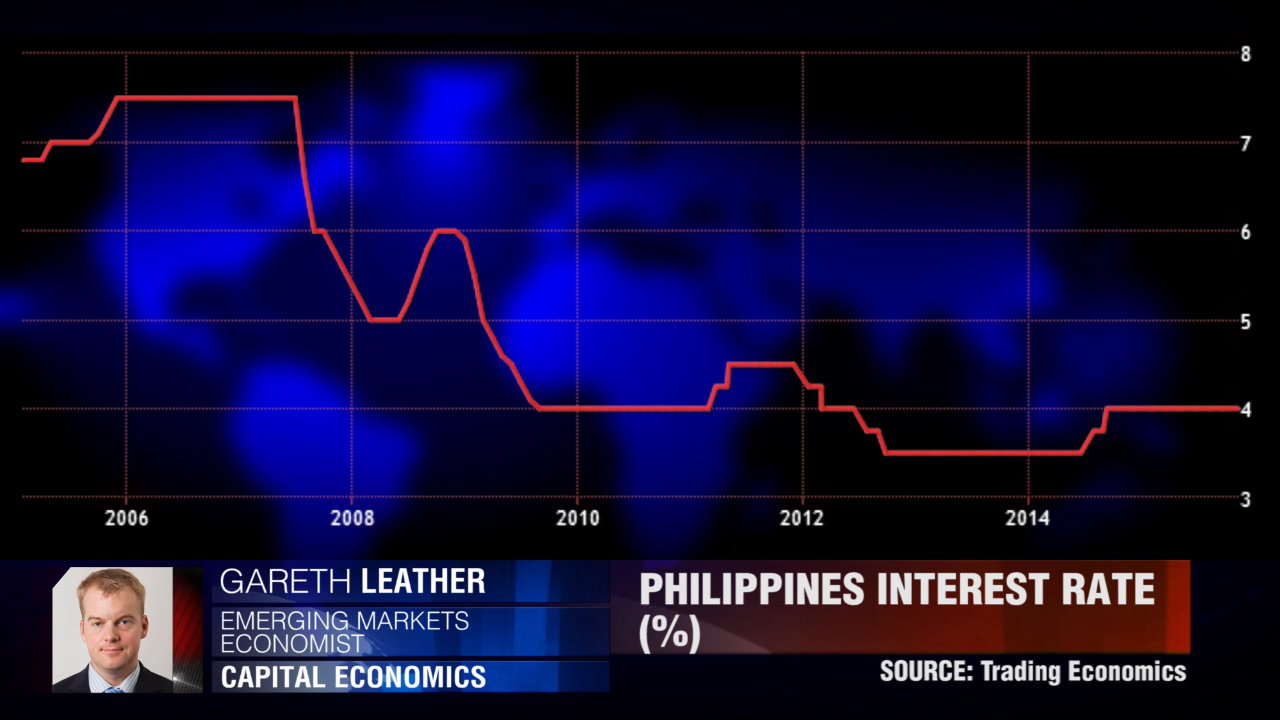 8
7
6
5
4
3
2006 2008 2010 2012 2014
GARETH LEATHER
EMERGING MARKETS
ECONOMIST
CAPITAL ECONOMICS
PHILIPPINES INTEREST RATE
(%)
SOURCE: Trading Economics